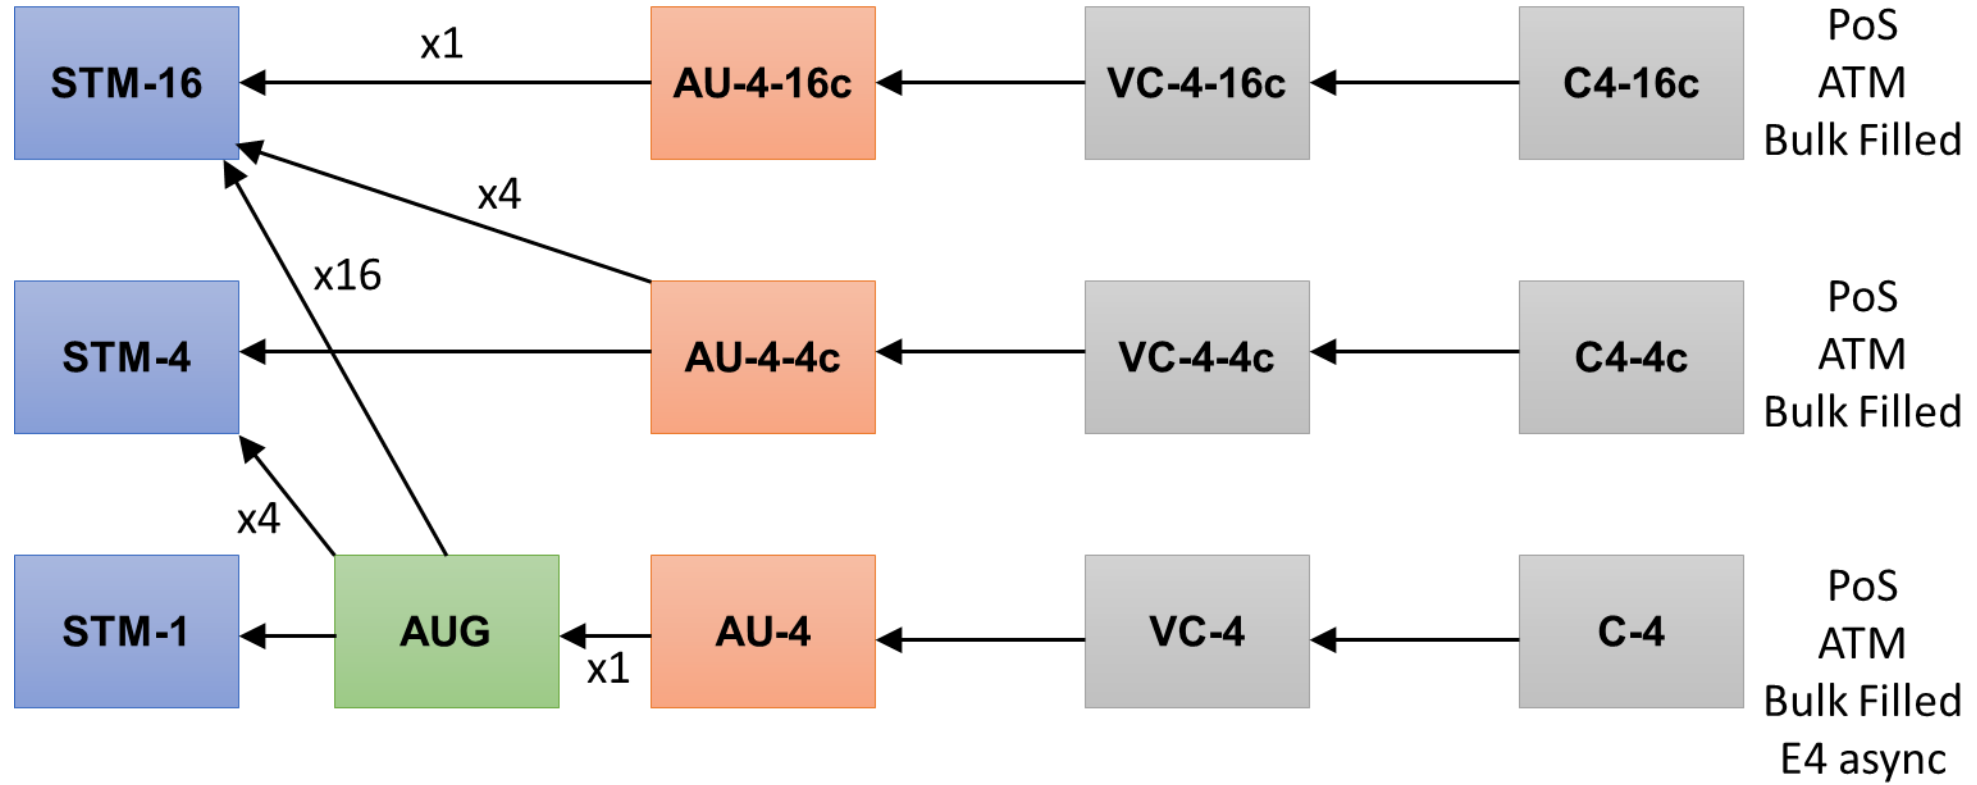 STM-16
x1
AU-4-16c
VC-4-16c
C4-16c
PoS
ATM
Bulk Filled
x4
x16
STM-4
AU-4-4c
VC-4-4c
C4-4c
PoS
ATM
Bulk Filled
x4
STM-1
AUG
x1
AU-4
VC-4
C-4
PoS
ATM
Bulk Filled
E4 async